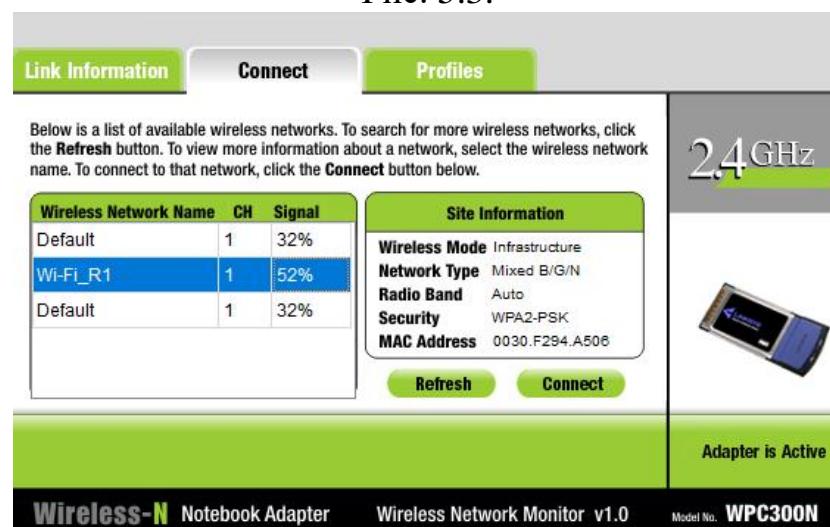 Рис. 5.5.
Link Information Connect Profiles
Below is a list of available wireless networks. To search for more wireless networks, click
the Refresh button. To view more information about a network, select the wireless network
name. To connect to that network, click the Connect button below.
2.4GHz
Wireless Network Name CH Signal
Default 1 32%
Wi-Fi_R1 1 52%
Default 1 32%
Site Information
Wireless Mode Infrastructure
Network Type Mixed B/G/N
Radio Band Auto
Security WPA2-PSK
MAC Address 0030.F294.A506
Refresh Connect
Adapter is Active
Wireless-N Notebook Adapter Wireless Network Monitor v1.0 Model No. WPC300N